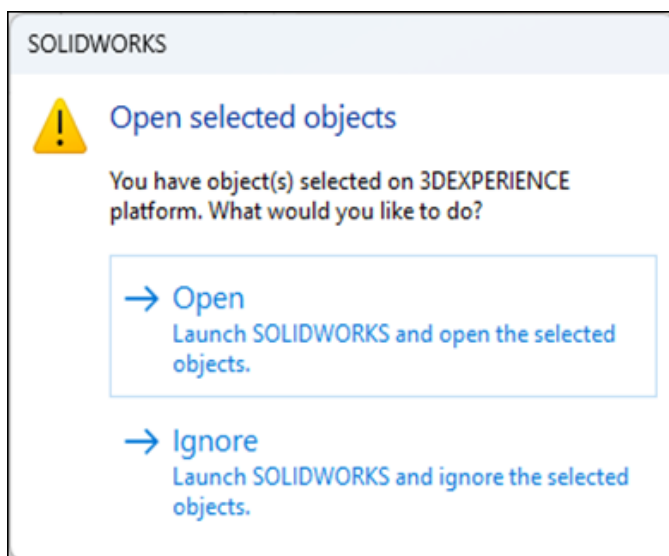 SOLIDWORKS
Open selected objects
You have object(s) selected on 3DEXPERIENCE
platform. What would you like to do?
Open
Launch SOLIDWORKS and open the selected
objects.
Ignore
Launch SOLIDWORKS and ignore the selected
objects.